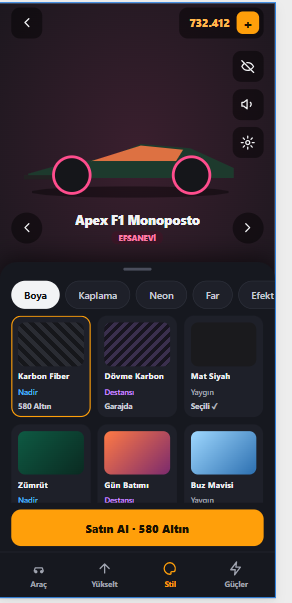 732.412 +
Apex F1 Monoposto
EFSANEVİ
Boya Kaplama Neon Far Efekt
Karbon Fiber Dövme Karbon Mat Siyah
Nadir Destansı Yaygın
580 Altın Garajda Seçili ✓
Zümrüt Gün Batımı Buz Mavisi
Nadir Destansı Yaygın
Satın Al · 580 Altın
Araç Yükselt Stil Güçler